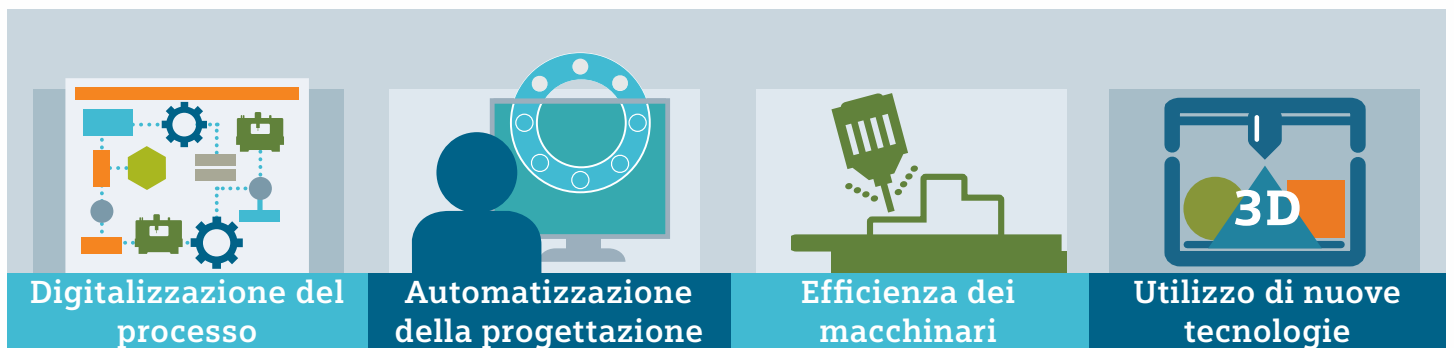 3D
Digitalizzazione del
processo
Automatizzazione
della progettazione
Efficienza dei
macchinari
Utilizzo di nuove
tecnologie